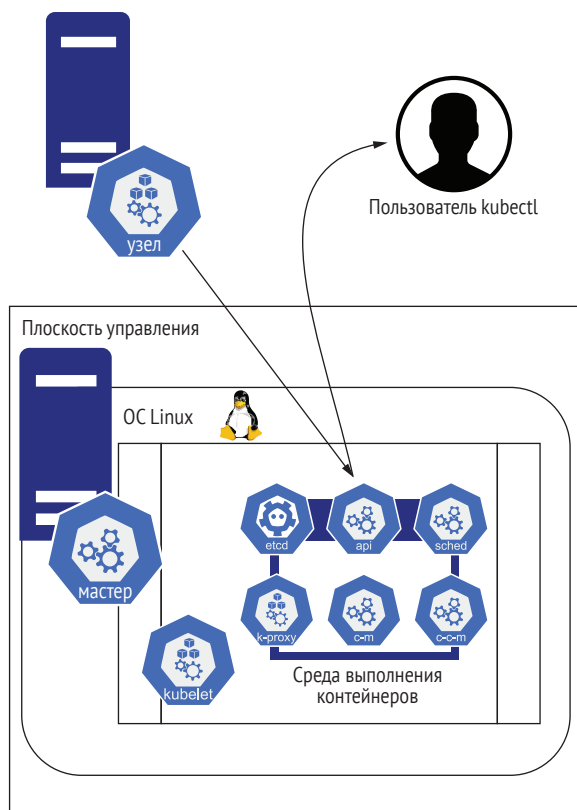 узел
Пользователь kubectl
Плоскость управления
ОС Linux
etcd
api
sched
мастер
k-proxy
c-m
c-c-m
kubelet
Среда выполнения
контейнеров